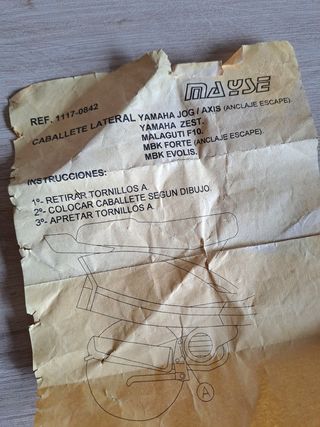 MAYSE
REF. 1117-0842
CABALLETE LATERAL YAMAHA JOG / AXIS (ANCLAJE ESCAPE).
YAMAHA ZEST.
MALAGUTI F10.
MBK FORTE (ANCLAJE ESCAPE).
MBK EVOLIS.
INSTRUCCIONES:
1º- RETIRAR TORNILLOS A.
2º- COLOCAR CABALLETE SEGUN DIBUJO.
3º- APRETAR TORNILLOS A.
A